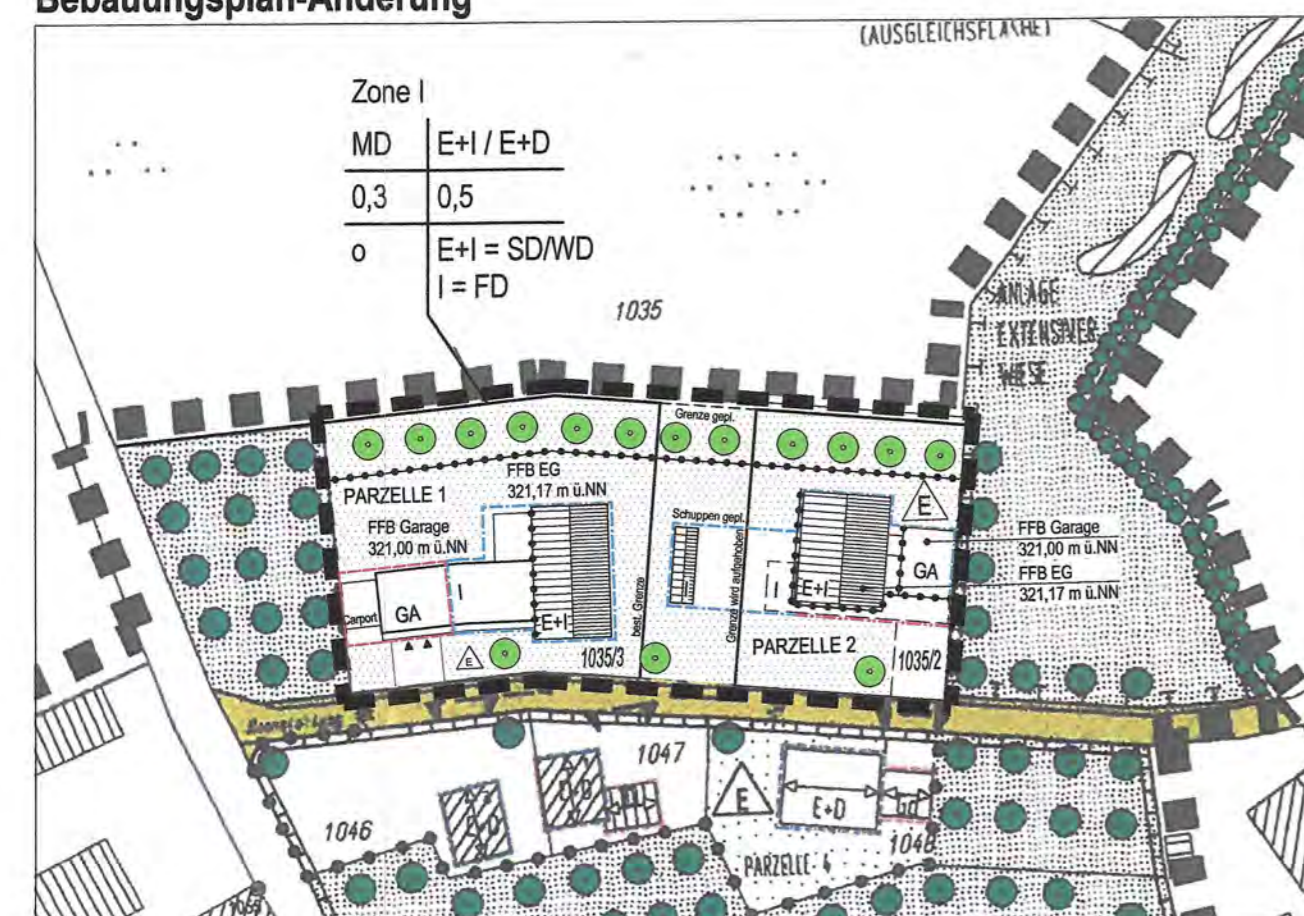 Bebauungsplan-Änderung
(AUSGLEICHSFLÄCHE)
Zone I
MD E+I / E+D
0,3 0,5
o E+I = SD/WD
I = FD
1035
ANLAGE
EXTENSIVER
WIESE
Grenze gepl.
PARZELLE 1
FFB EG
321,17 m ü.NN
FFB Garage
321,00 m ü.NN
Schuppen gepl.
E
FFB Garage
321,00 m ü.NN
FFB EG
321,17 m ü.NN
best. Grenze
Grenze wird aufgehoben
Carport
GA
I
E+I
I
E+I
GA
E
1035/3
PARZELLE 2
1035/2
1047
1046
E
E+D
1048
PARZELLE 4